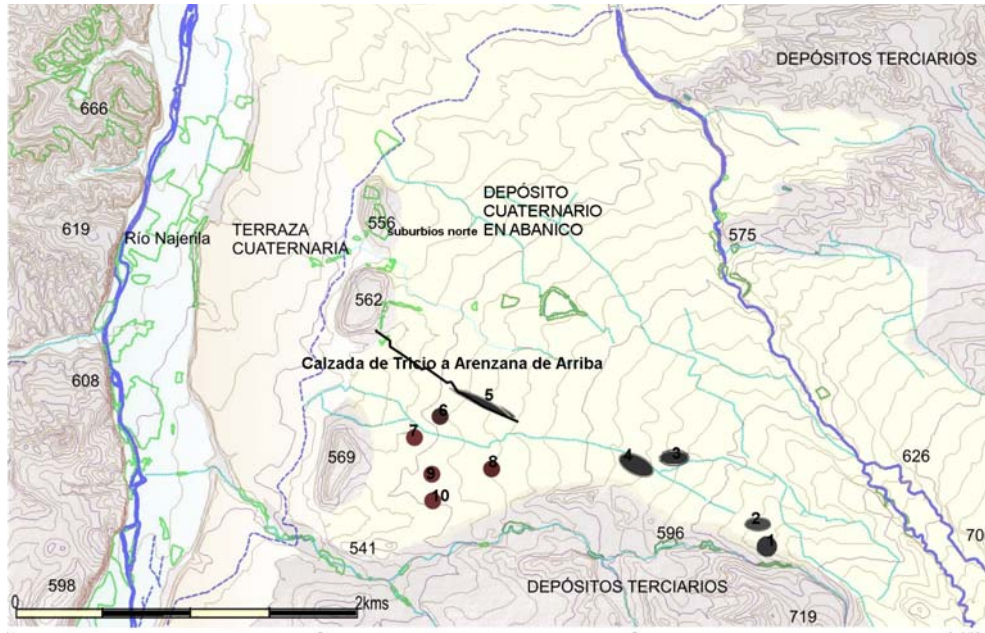 DEPÓSITOS TERCIARIOS
666
DEPÓSITO
CUATERNARIO
EN ABANICO
556
suburbios norte
619
Río Najerila
TERRAZA
CUATERNARIA
575
562
Calzada de Tricio a Arenzana de Arriba
608
5
6
7
569
8
4
3
626
9
10
2
1
596
70
541
598
DEPÓSITOS TERCIARIOS
0
2kms
719